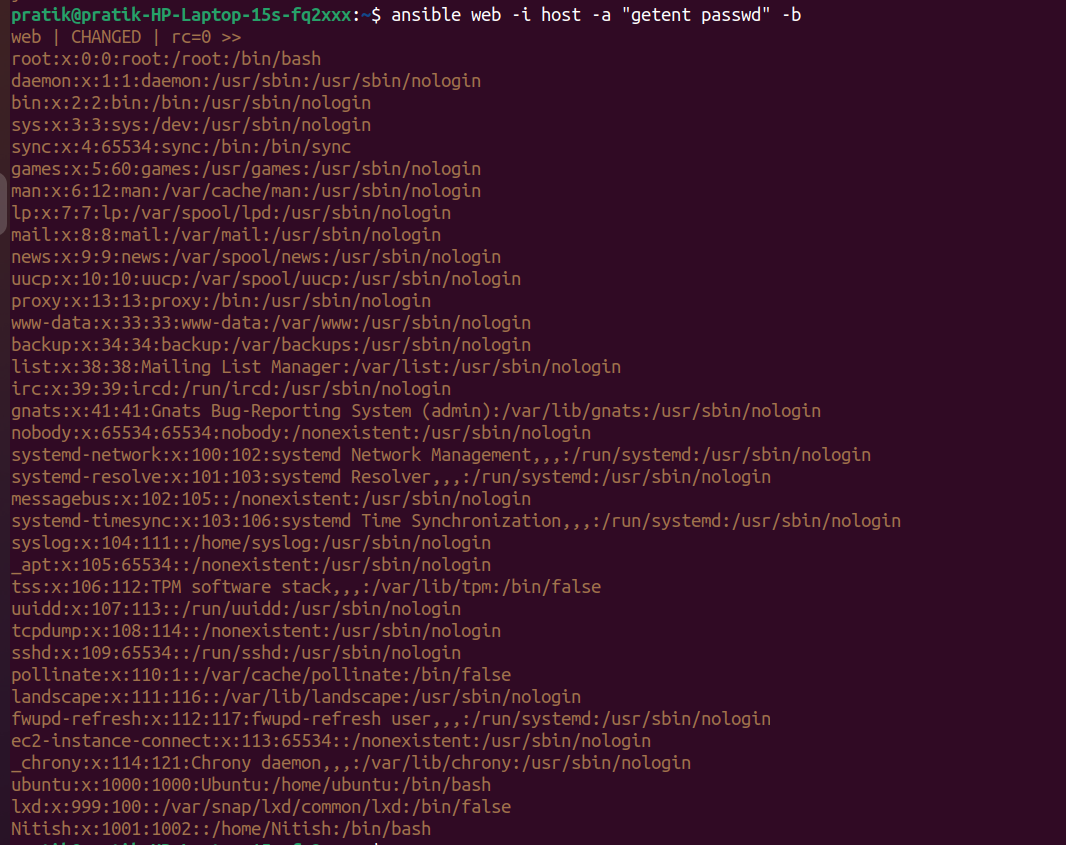 pratik@pratik-HP-Laptop-15s-fq2xxx:~$ ansible web -i host -a "getent passwd" -b
web | CHANGED | rc=0 >>
root:x:0:0:root:/root:/bin/bash
daemon:x:1:1:daemon:/usr/sbin:/usr/sbin/nologin
bin:x:2:2:bin:/bin:/usr/sbin/nologin
sys:x:3:3:sys:/dev:/usr/sbin/nologin
sync:x:4:65534:sync:/bin:/bin/sync
games:x:5:60:games:/usr/games:/usr/sbin/nologin
man:x:6:12:man:/var/cache/man:/usr/sbin/nologin
lp:x:7:7:lp:/var/spool/lpd:/usr/sbin/nologin
mail:x:8:8:mail:/var/mail:/usr/sbin/nologin
news:x:9:9:news:/var/spool/news:/usr/sbin/nologin
uucp:x:10:10:uucp:/var/spool/uucp:/usr/sbin/nologin
proxy:x:13:13:proxy:/bin:/usr/sbin/nologin
www-data:x:33:33:www-data:/var/www:/usr/sbin/nologin
backup:x:34:34:backup:/var/backups:/usr/sbin/nologin
list:x:38:38:Mailing List Manager:/var/list:/usr/sbin/nologin
irc:x:39:39:ircd:/run/ircd:/usr/sbin/nologin
gnats:x:41:41:Gnats Bug-Reporting System (admin):/var/lib/gnats:/usr/sbin/nologin
nobody:x:65534:65534:nobody:/nonexistent:/usr/sbin/nologin
systemd-network:x:100:102:systemd Network Management,,,:/run/systemd:/usr/sbin/nologin
systemd-resolve:x:101:103:systemd Resolver,,,:/run/systemd:/usr/sbin/nologin
messagebus:x:102:105::/nonexistent:/usr/sbin/nologin
systemd-timesync:x:103:106:systemd Time Synchronization,,,:/run/systemd:/usr/sbin/nologin
syslog:x:104:111::/home/syslog:/usr/sbin/nologin
_apt:x:105:65534::/nonexistent:/usr/sbin/nologin
tss:x:106:112:TPM software stack,,,:/var/lib/tpm:/bin/false
uuidd:x:107:113::/run/uuidd:/usr/sbin/nologin
tcpdump:x:108:114::/nonexistent:/usr/sbin/nologin
sshd:x:109:65534::/run/sshd:/usr/sbin/nologin
pollinate:x:110:1::/var/cache/pollinate:/bin/false
landscape:x:111:116::/var/lib/landscape:/usr/sbin/nologin
fwupd-refresh:x:112:117:fwupd-refresh user,,,:/run/systemd:/usr/sbin/nologin
ec2-instance-connect:x:113:65534::/nonexistent:/usr/sbin/nologin
_chrony:x:114:121:Chrony daemon,,,:/var/lib/chrony:/usr/sbin/nologin
ubuntu:x:1000:1000:Ubuntu:/home/ubuntu:/bin/bash
lxd:x:999:100::/var/snap/lxd/common/lxd:/bin/false
Nitish:x:1001:1002::/home/Nitish:/bin/bash